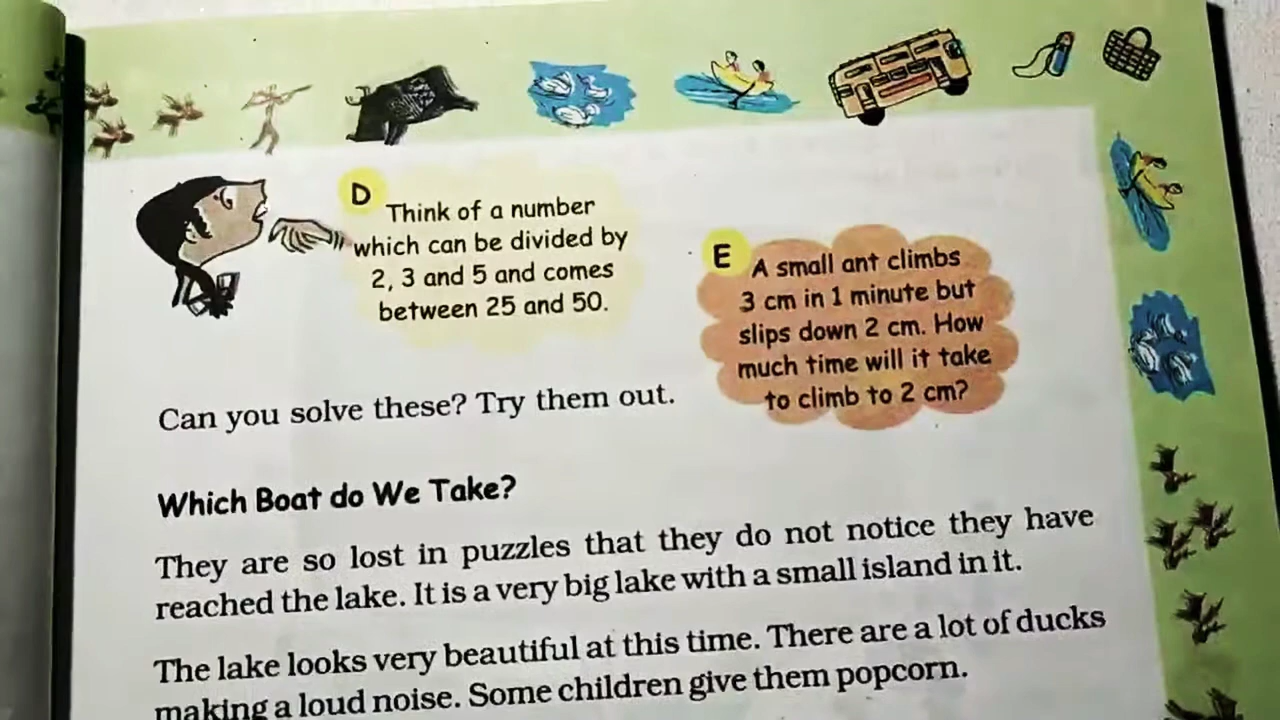 D
Think of a number
which can be divided by
2, 3 and 5 and comes
between 25 and 50.
E
A small ant climbs
3 cm in 1 minute but
slips down 2 cm. How
much time will it take
to climb to 2 cm?
Can you solve these? Try them out.
Which Boat do We Take?
They are so lost in puzzles that they do not notice they have
reached the lake. It is a very big lake with a small island in it.
The lake looks very beautiful at this time. There are a lot of ducks
making a loud noise. Some children give them popcorn.